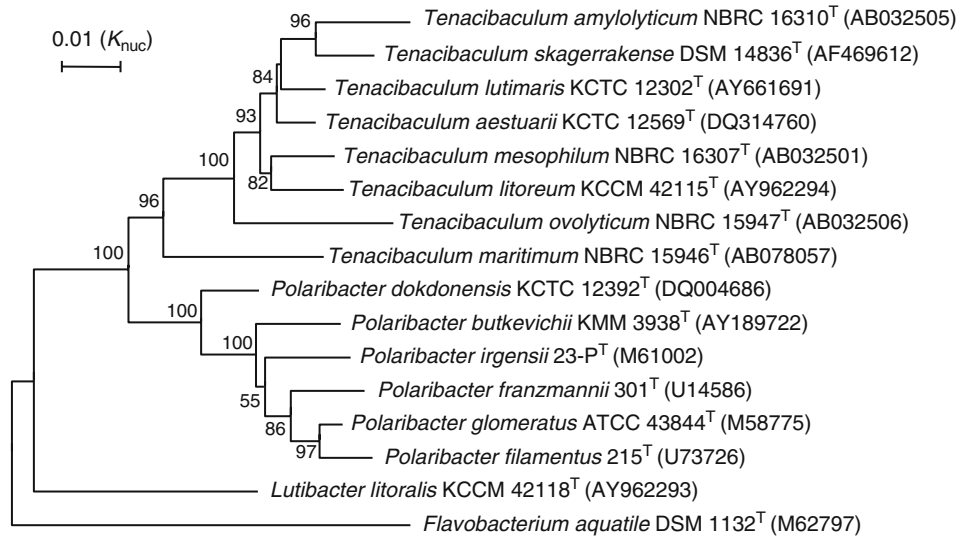 96
Tenacibaculum amylolyticum NBRC 16310T (AB032505)
0.01 (Knuc)
Tenacibaculum skagerrakense DSM 14836T (AF469612)
84
Tenacibaculum lutimaris KCTC 12302T (AY661691)
93
Tenacibaculum aestuarii KCTC 12569T (DQ314760)
100
Tenacibaculum mesophilum NBRC 16307T (AB032501)
82
Tenacibaculum litoreum KCCM 42115T (AY962294)
96
Tenacibaculum ovolyticum NBRC 15947T (AB032506)
100
Tenacibaculum maritimum NBRC 15946T (AB078057)
Polaribacter dokdonensis KCTC 12392T (DQ004686)
100
Polaribacter butkevichii KMM 3938T (AY189722)
100
Polaribacter irgensii 23-PT (M61002)
Polaribacter franzmannii 301T (U14586)
55
Polaribacter glomeratus ATCC 43844T (M58775)
86
97
Polaribacter filamentus 215T (U73726)
Lutibacter litoralis KCCM 42118T (AY962293)
Flavobacterium aquatile DSM 1132T (M62797)